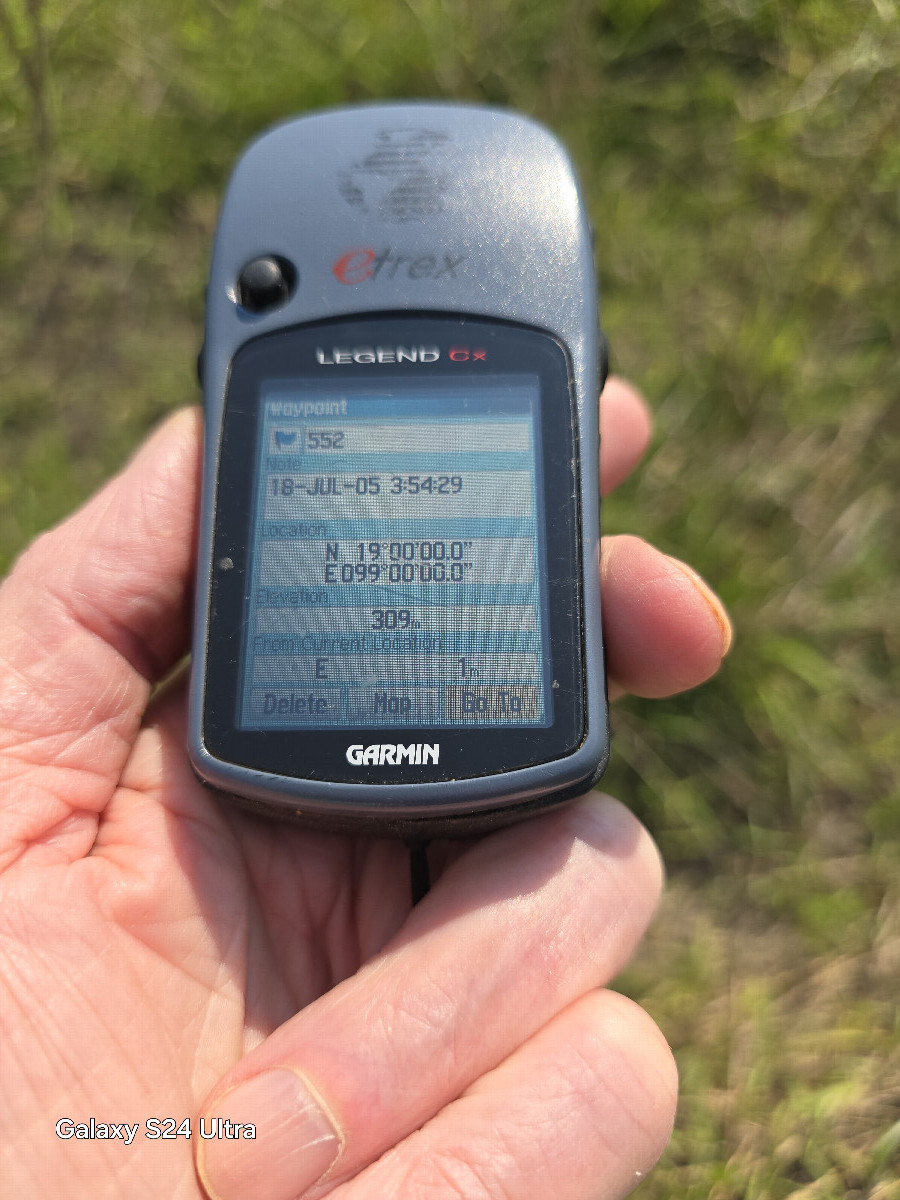 etrex
LEGEND Cx
Waypoint
552
Note
18-JUL-05 3:54:29
Location
N 19°00'00.0"
E099°00'00.0"
Elevation
309m
From Current Location
E 1m
Delete Map Go To
GARMIN
Galaxy S24 Ultra